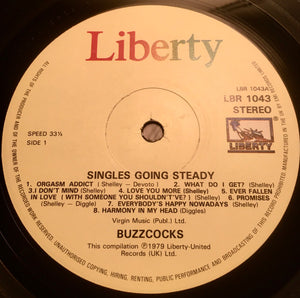 Liberty
ALL RIGHTS OF THE PRODUCER AND OF THE OWNER OF THE RECORDED WORK RESERVED. UNAUTHORISED COPYING, HIRING, RENTING, PUBLIC PERFORMANCE AND BROADCASTING OF THIS RECORD PROHIBITED.
LBR 1043A
LBR 1043
STEREO
LIBERTY
SPEED 33⅓
SIDE 1
SINGLES GOING STEADY
1. ORGASM ADDICT (Shelley – Devoto) 2. WHAT DO I GET? (Shelley)
3. I DON'T MIND (Shelley) 4. LOVE YOU MORE (Shelley) 5. EVER FALLEN
IN LOVE (WITH SOMEONE YOU SHOULDN'T'VE?) (Shelley) 6. PROMISES
(Shelley/Diggle) 7. EVERYBODY'S HAPPY NOWADAYS (Shelley)
8. HARMONY IN MY HEAD (Diggles)
Virgin Music (Publ.) Ltd.
BUZZCOCKS
This compilation ℗1979 Liberty-United
Records (UK) Ltd.